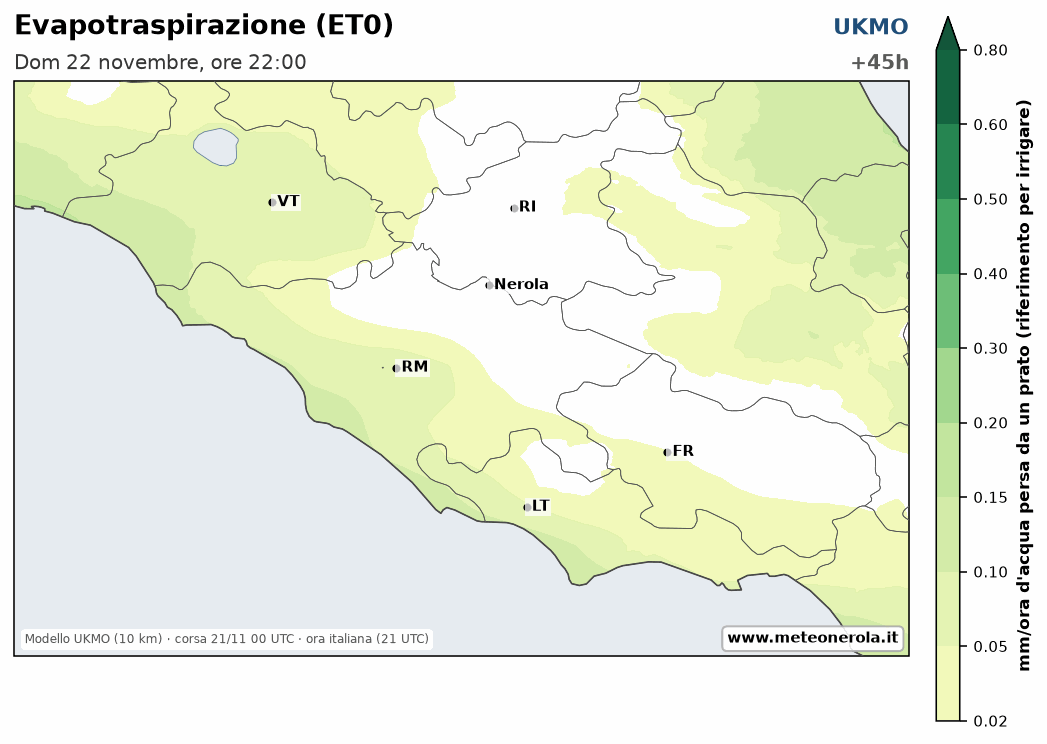 Evapotraspirazione (ET0)
UKMO
Dom 22 novembre, ore 22:00
+45h
VT
RI
Nerola
RM
FR
LT
Modello UKMO (10 km) · corsa 21/11 00 UTC · ora italiana (21 UTC)
www.meteonerola.it
0.80
0.60
0.50
0.40
0.30
0.20
0.15
0.10
0.05
0.02
mm/ora d'acqua persa da un prato (riferimento per irrigare)